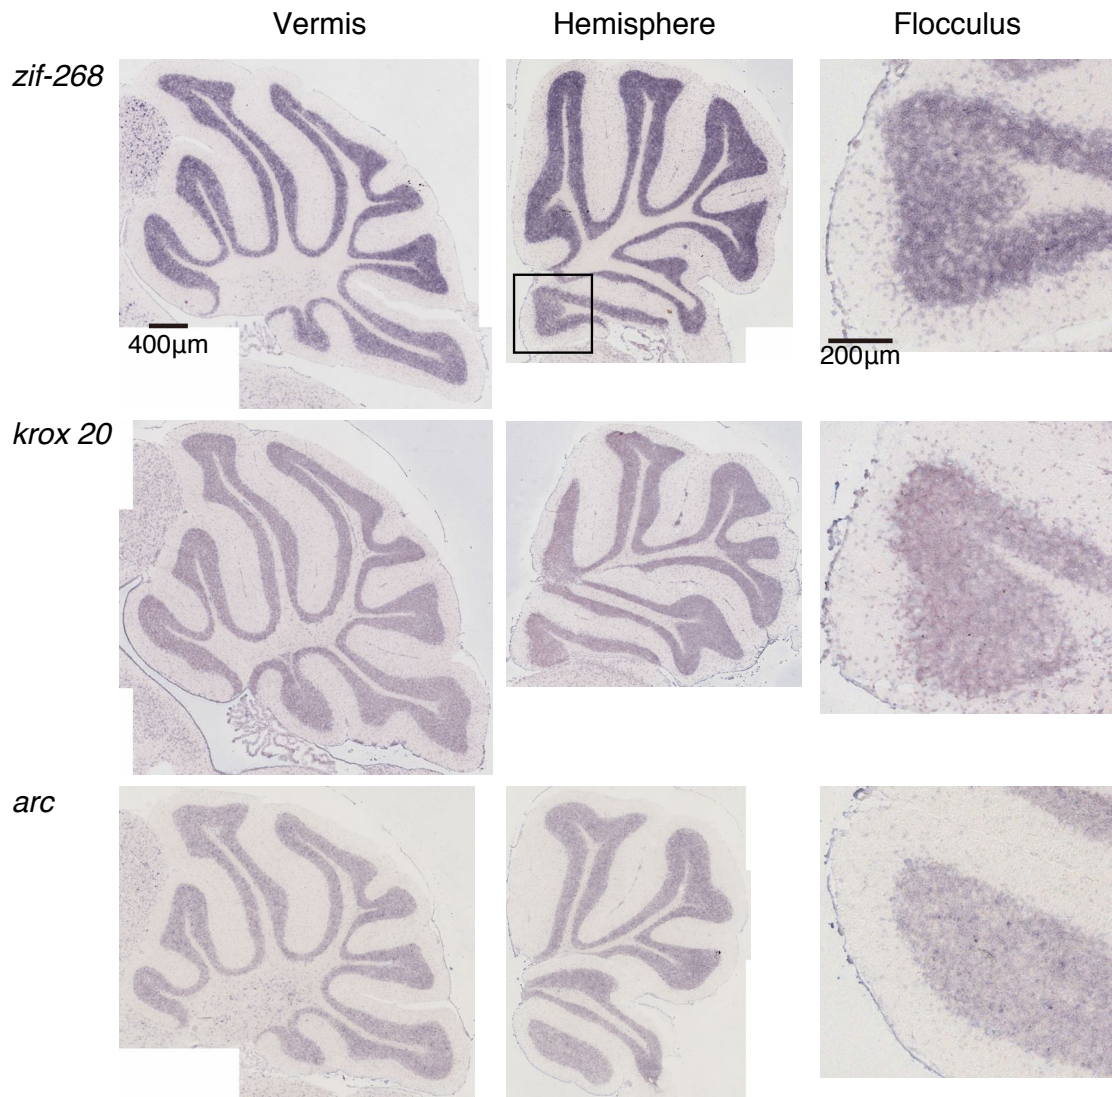 Vermis Hemisphere Flocculus
zif-268
400μm
200μm
krox 20
arc